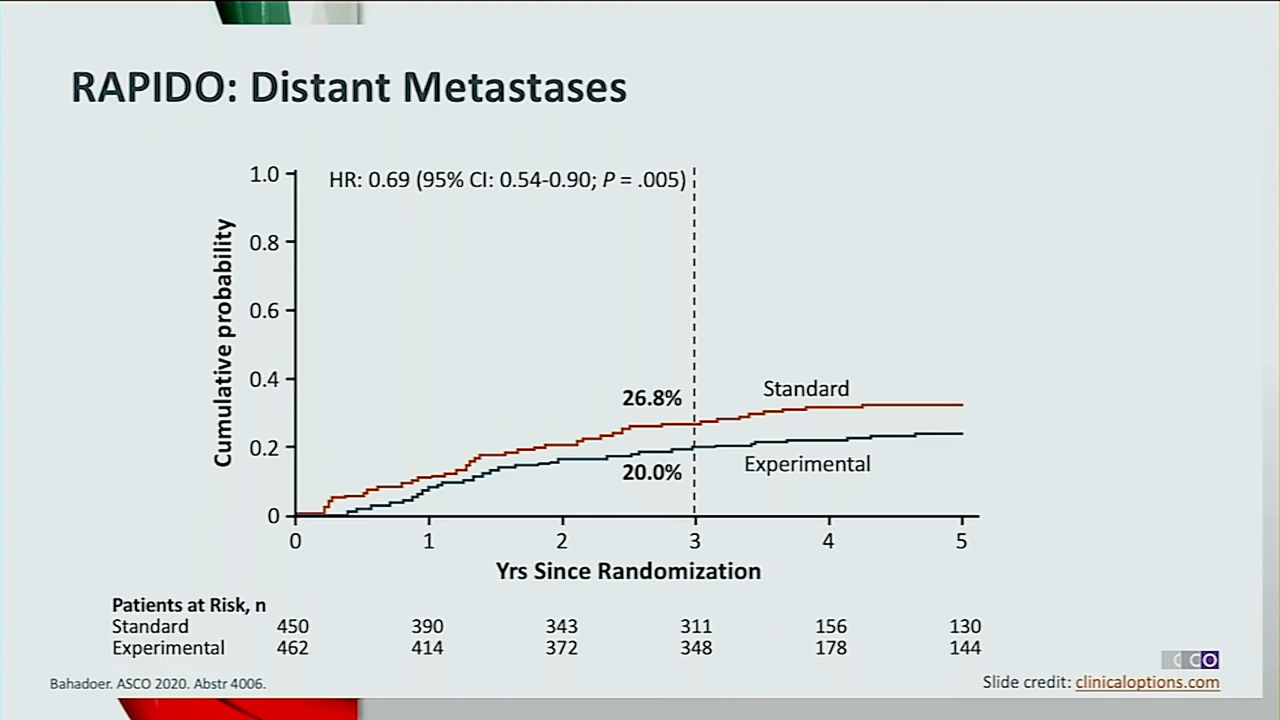 RAPIDO: Distant Metastases
HR: 0.69 (95% CI: 0.54-0.90; P = .005)
Cumulative probability
1.0
0.8
0.6
0.4
0.2
0
Standard
26.8%
Experimental
20.0%
0 1 2 3 4 5
Yrs Since Randomization
Patients at Risk, n
Standard 450 390 343 311 156 130
Experimental 462 414 372 348 178 144
CCO
Bahadoer. ASCO 2020. Abstr 4006.
Slide credit: clinicaloptions.com